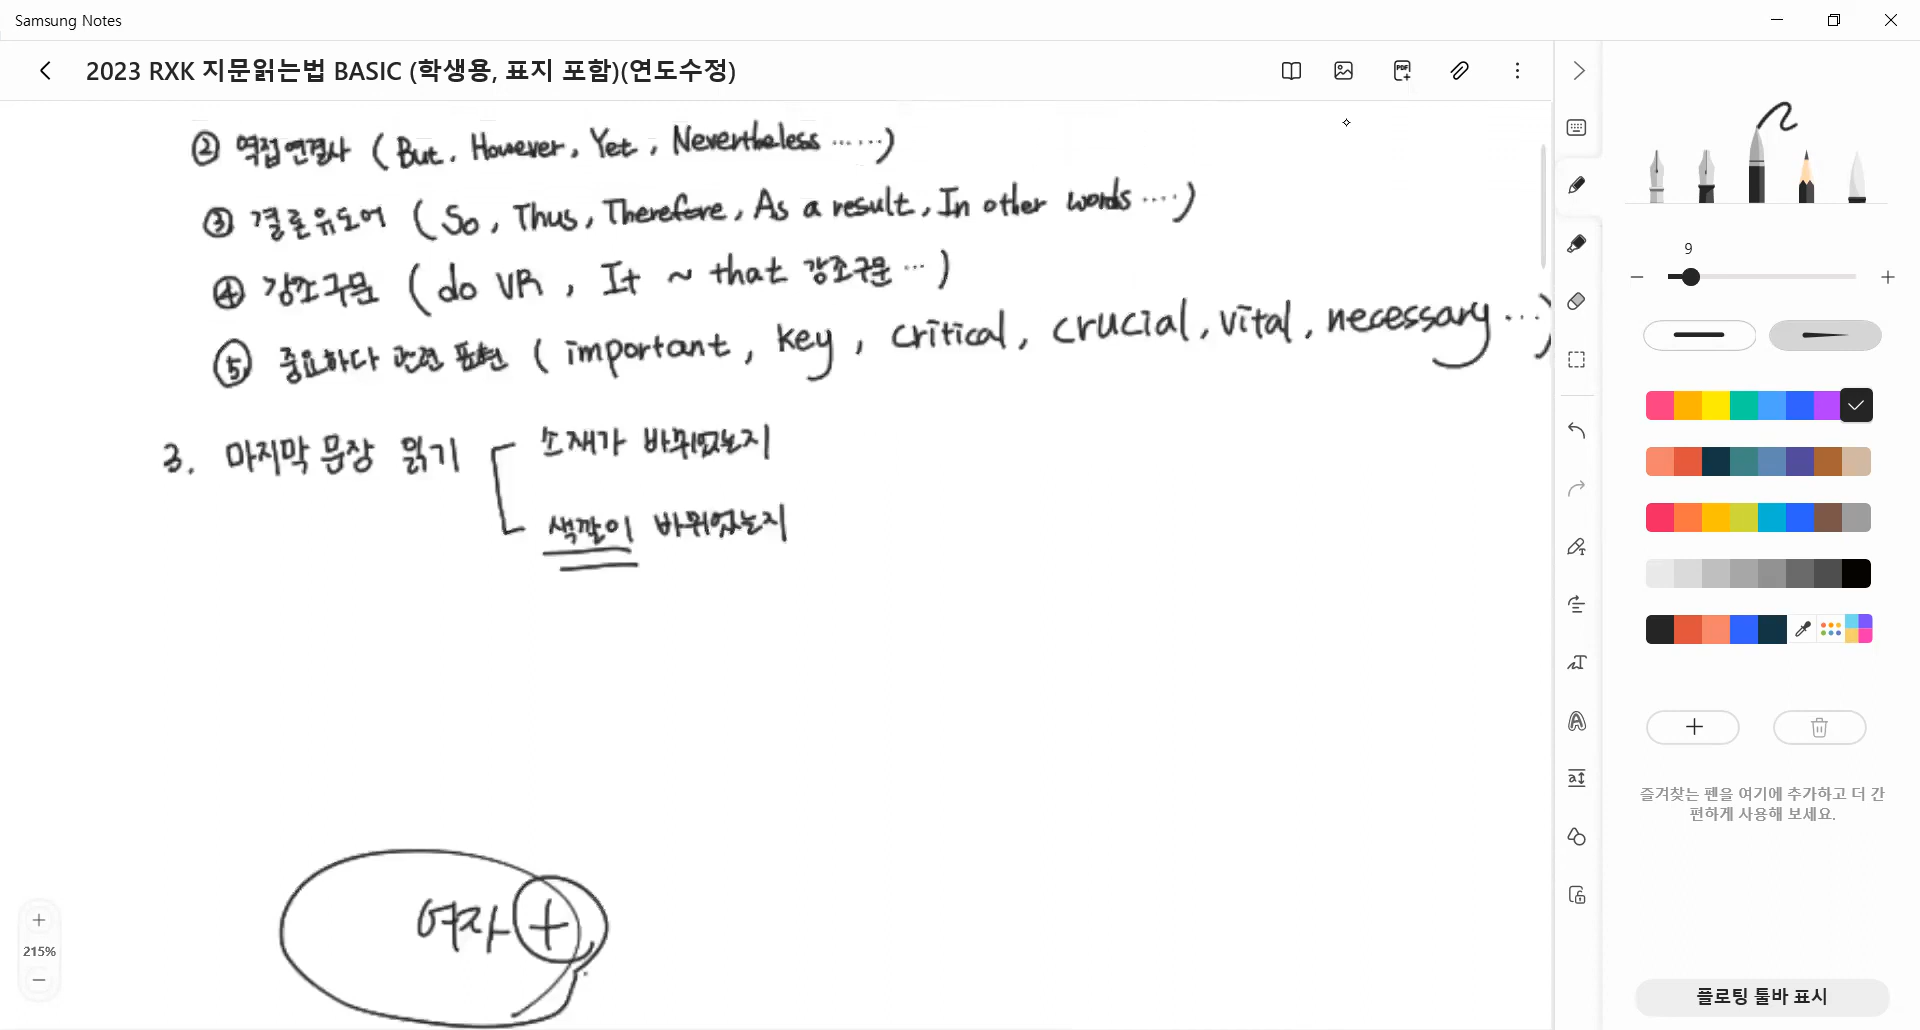 Samsung Notes
2023 RXK 지문읽는법 BASIC (학생용, 표지 포함)(연도수정)
② 역접연결사 (But, However, Yet, Nevertheless ……)
③ 결론유도어 (So, Thus, Therefore, As a result, In other words ….)
④ 강조구문 (do VR, It ~ that 강조구문 …)
⑤ 중요하다 관련 표현 (important, key, critical, crucial, vital, necessary …)
3. 마지막 문장 읽기
소재가 바뀌었는지
색깔이 바뀌었는지
여자 +
215%
9
즐겨찾는 펜을 여기에 추가하고 더 간
편하게 사용해 보세요.
플로팅 툴바 표시